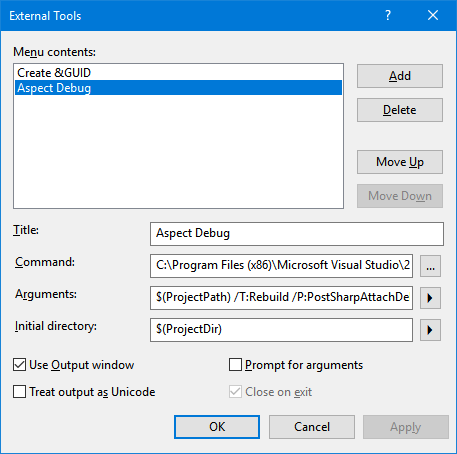 External Tools
?
Menu contents:
Create &GUID
Aspect Debug
Add
Delete
Move Up
Move Down
Title:
Aspect Debug
Command:
C:\Program Files (x86)\Microsoft Visual Studio\2
...
Arguments:
$(ProjectPath) /T:Rebuild /P:PostSharpAttachDe
Initial directory:
$(ProjectDir)
Use Output window
Prompt for arguments
Treat output as Unicode
Close on exit
OK
Cancel
Apply